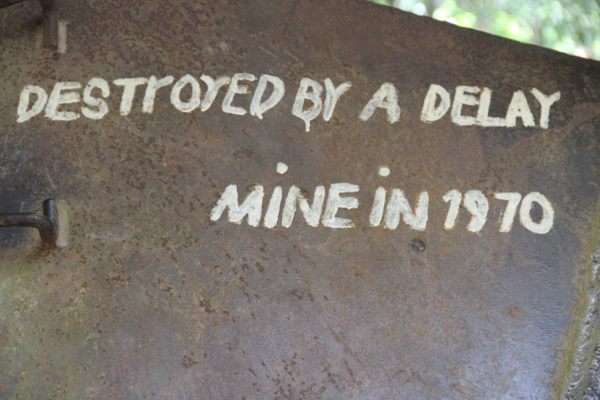 DESTROYED BY A DELAY
MiNE iN 1970